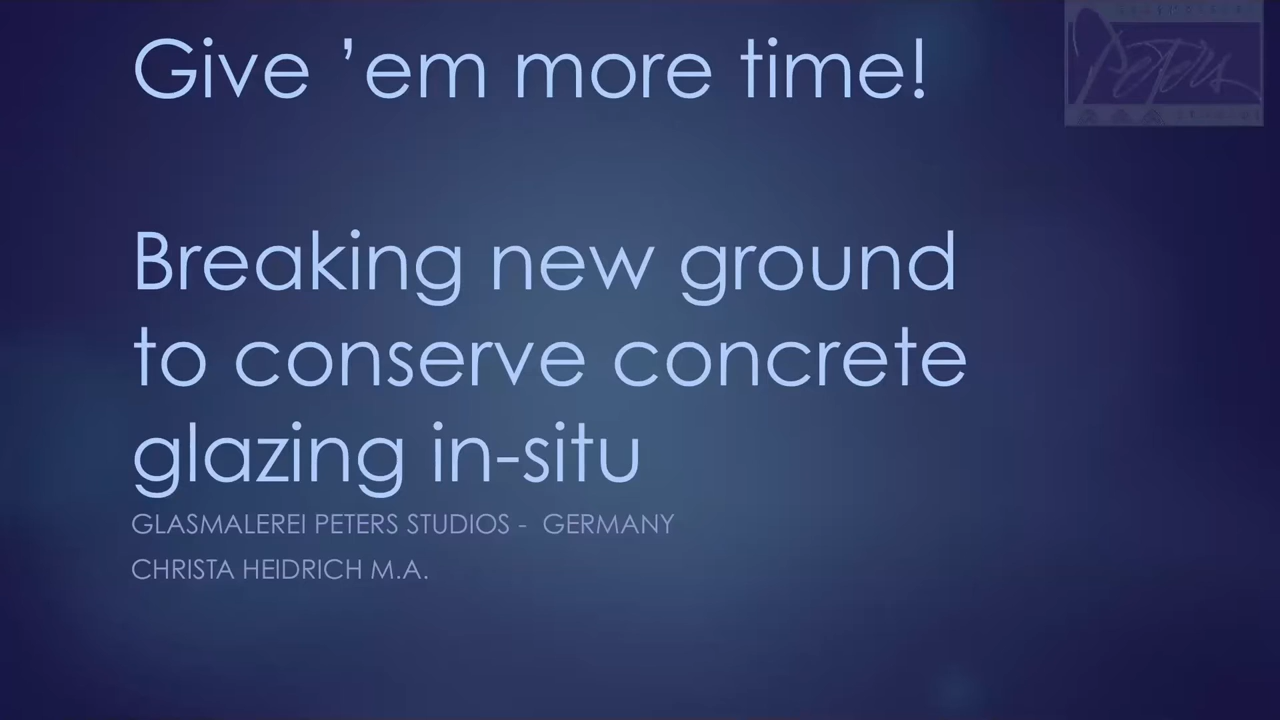 Give ’em more time!
Breaking new ground
to conserve concrete
glazing in-situ
GLASMALEREI PETERS STUDIOS - GERMANY
CHRISTA HEIDRICH M.A.
Peters